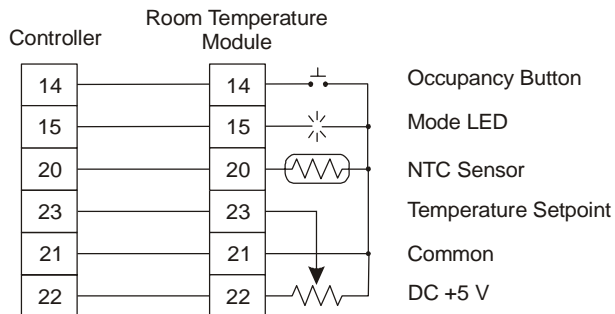 Controller
Room Temperature
Module
14 14 Occupancy Button
15 15 Mode LED
20 20 NTC Sensor
23 23 Temperature Setpoint
21 21 Common
22 22 DC +5 V